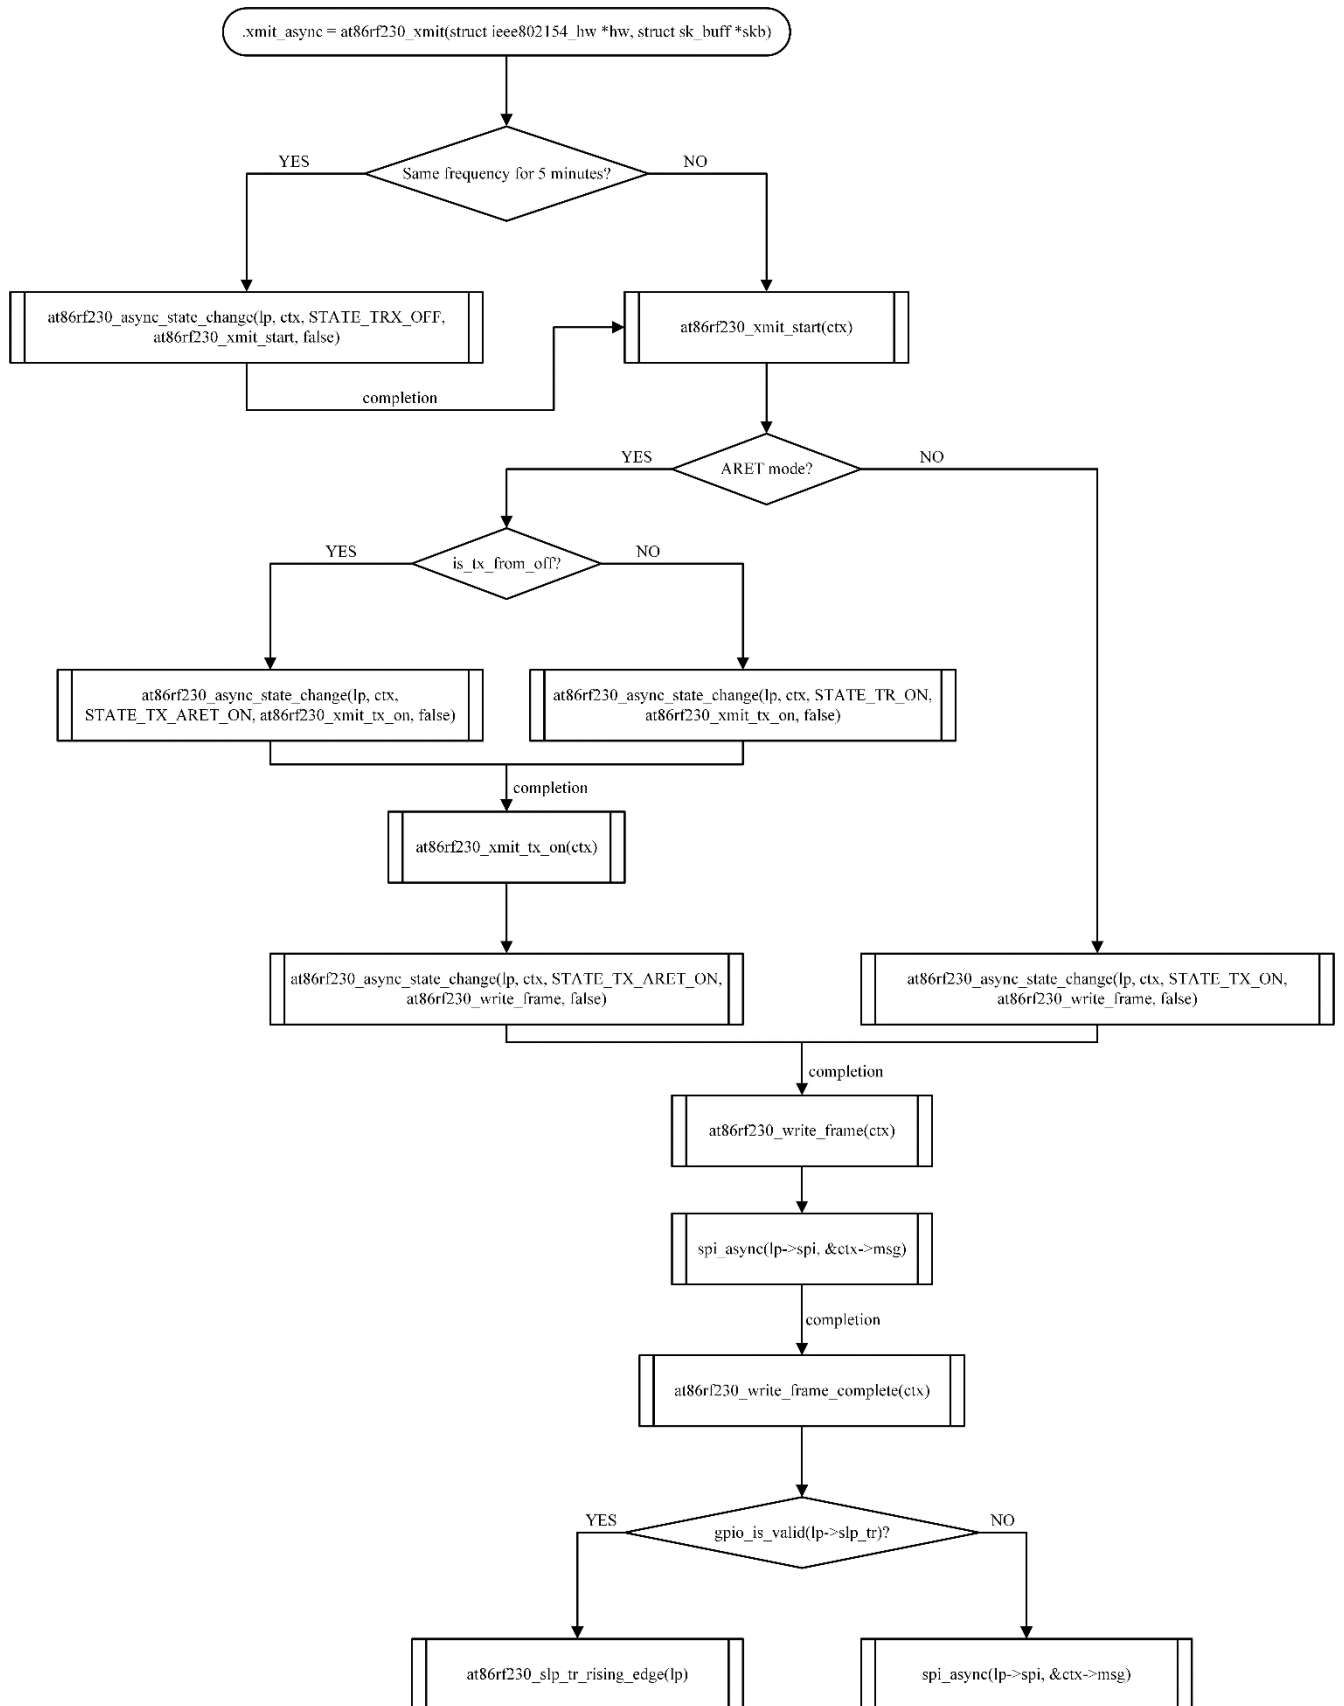 .xmit_async = at86rf230_xmit(struct ieee802154_hw *hw, struct sk_buff *skb)
Same frequency for 5 minutes?
YES
NO
at86rf230_async_state_change(lp, ctx, STATE_TRX_OFF,
at86rf230_xmit_start, false)
at86rf230_xmit_start(ctx)
completion
ARET mode?
YES
NO
is_tx_from_off?
YES
NO
at86rf230_async_state_change(lp, ctx,
STATE_TX_ARET_ON, at86rf230_xmit_tx_on, false)
at86rf230_async_state_change(lp, ctx, STATE_TR_ON,
at86rf230_xmit_tx_on, false)
completion
at86rf230_xmit_tx_on(ctx)
at86rf230_async_state_change(lp, ctx, STATE_TX_ARET_ON,
at86rf230_write_frame, false)
at86rf230_async_state_change(lp, ctx, STATE_TX_ON,
at86rf230_write_frame, false)
completion
at86rf230_write_frame(ctx)
spi_async(lp->spi, &ctx->msg)
completion
at86rf230_write_frame_complete(ctx)
gpio_is_valid(lp->slp_tr)?
YES
NO
at86rf230_slp_tr_rising_edge(lp)
spi_async(lp->spi, &ctx->msg)